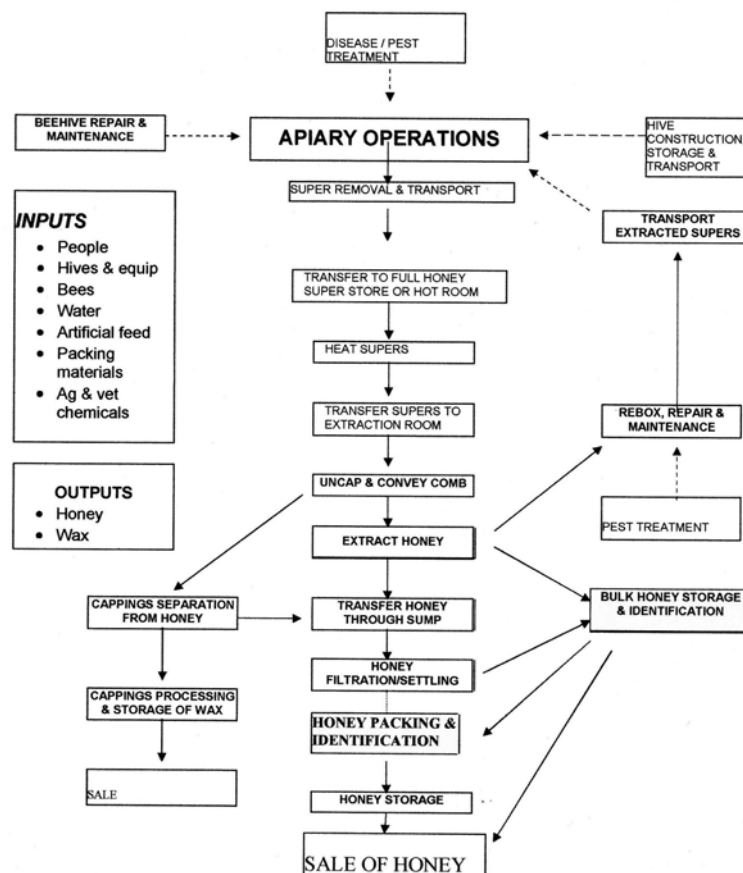 DISEASE / PEST
TREATMENT
BEEHIVE REPAIR &
MAINTENANCE
APIARY OPERATIONS
HIVE
CONSTRUCTION,
STORAGE &
TRANSPORT
SUPER REMOVAL & TRANSPORT
INPUTS
• People
• Hives & equip
• Bees
• Water
• Artificial feed
• Packing
materials
• Ag & vet
chemicals
TRANSPORT
EXTRACTED SUPERS
TRANSFER TO FULL HONEY
SUPER STORE OR HOT ROOM
HEAT SUPERS
TRANSFER SUPERS TO
EXTRACTION ROOM
REBOX, REPAIR &
MAINTENANCE
OUTPUTS
• Honey
• Wax
UNCAP & CONVEY COMB
PEST TREATMENT
EXTRACT HONEY
CAPPINGS SEPARATION
FROM HONEY
TRANSFER HONEY
THROUGH SUMP
BULK HONEY STORAGE
& IDENTIFICATION
HONEY
FILTRATION/SETTLING
CAPPINGS PROCESSING
& STORAGE OF WAX
HONEY PACKING &
IDENTIFICATION
SALE
HONEY STORAGE
SALE OF HONEY